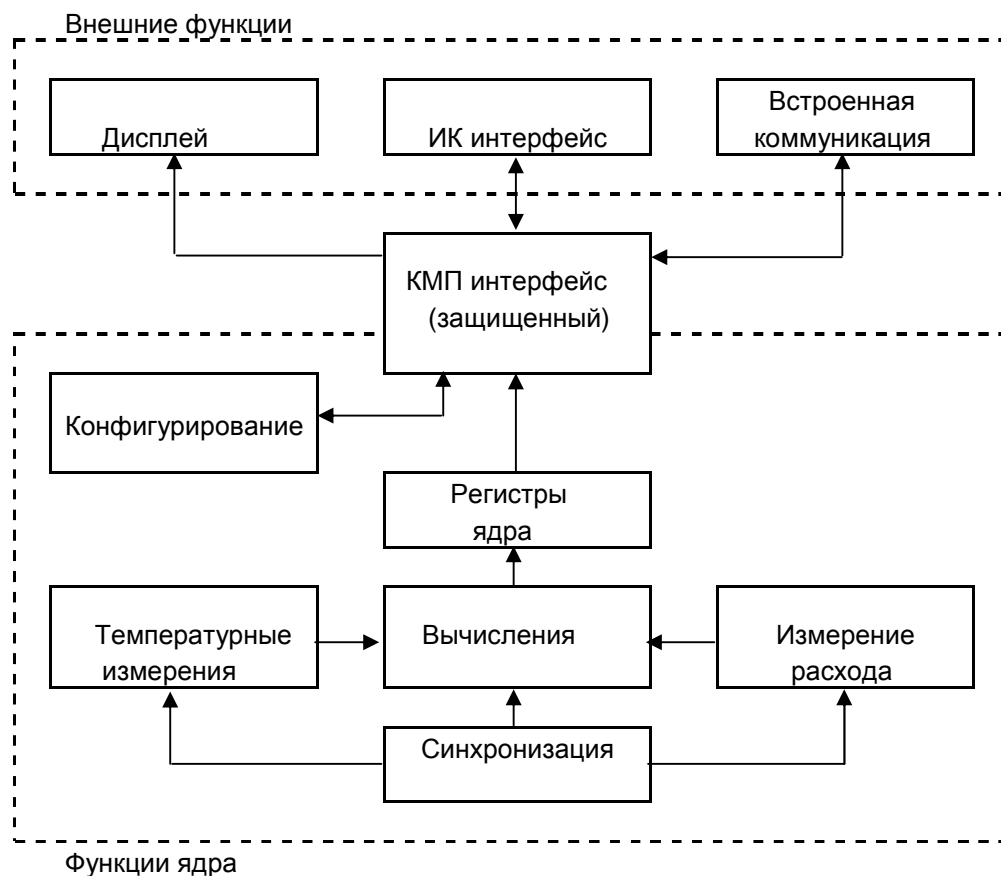 Внешние функции
Дисплей
ИК интерфейс
Встроенная
коммуникация
КМП интерфейс
(защищенный)
Конфигурирование
Регистры
ядра
Температурные
измерения
Вычисления
Измерение
расхода
Синхронизация
Функции ядра